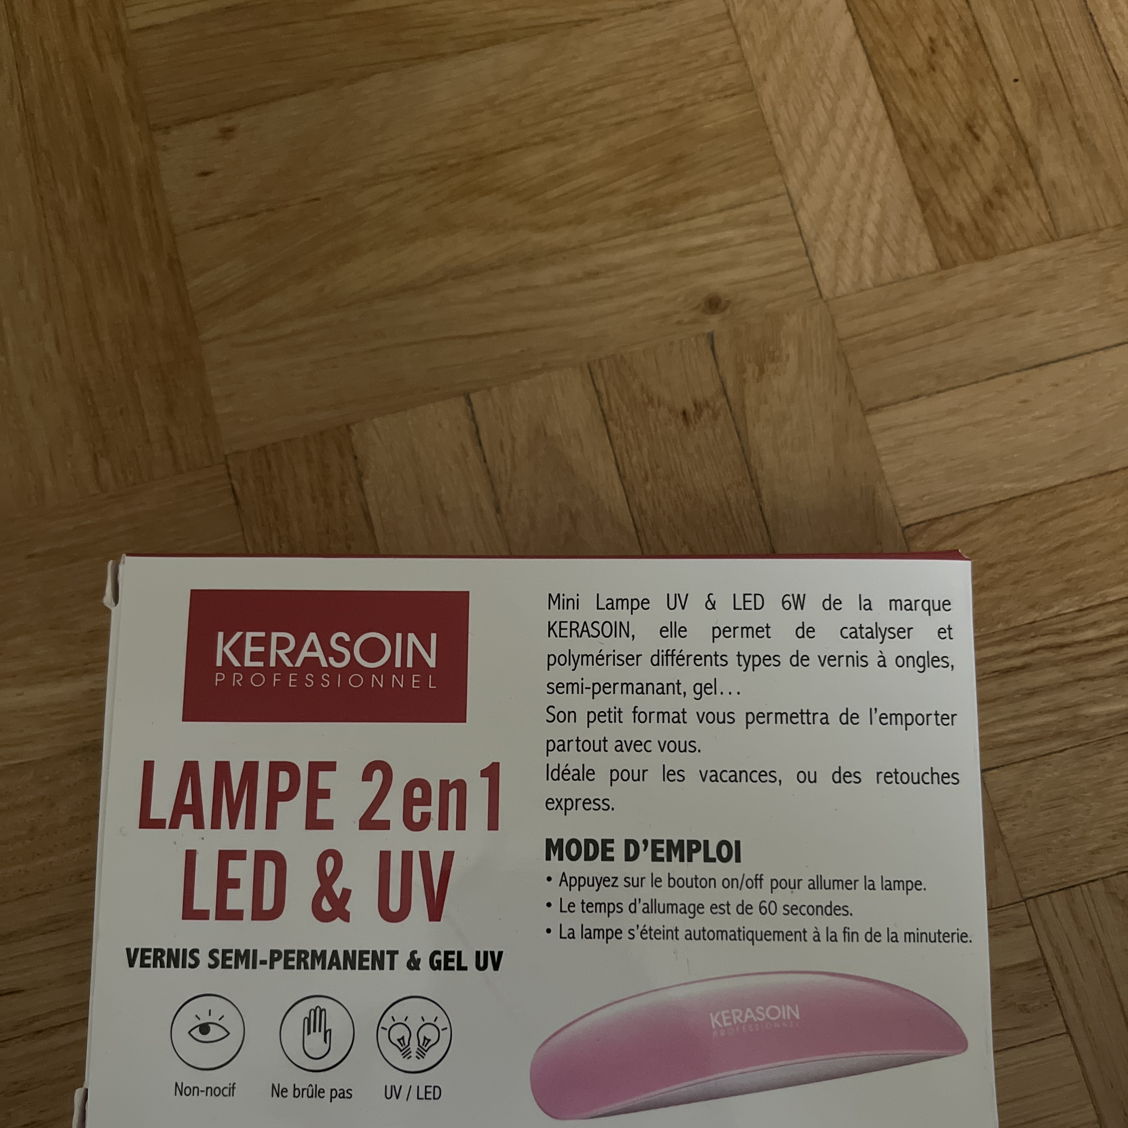 KERASOIN
PROFESSIONNEL
LAMPE 2en1
LED & UV
VERNIS SEMI-PERMANENT & GEL UV
Non-nocif
Ne brûle pas
UV / LED
Mini Lampe UV & LED 6W de la marque
KERASOIN, elle permet de catalyser et
polymériser différents types de vernis à ongles,
semi-permanant, gel...
Son petit format vous permettra de l'emporter
partout avec vous.
Idéale pour les vacances, ou des retouches
express.
MODE D'EMPLOI
• Appuyez sur le bouton on/off pour allumer la lampe.
• Le temps d'allumage est de 60 secondes.
• La lampe s'éteint automatiquement à la fin de la minuterie.
KERASOIN
PROFESSIONNEL